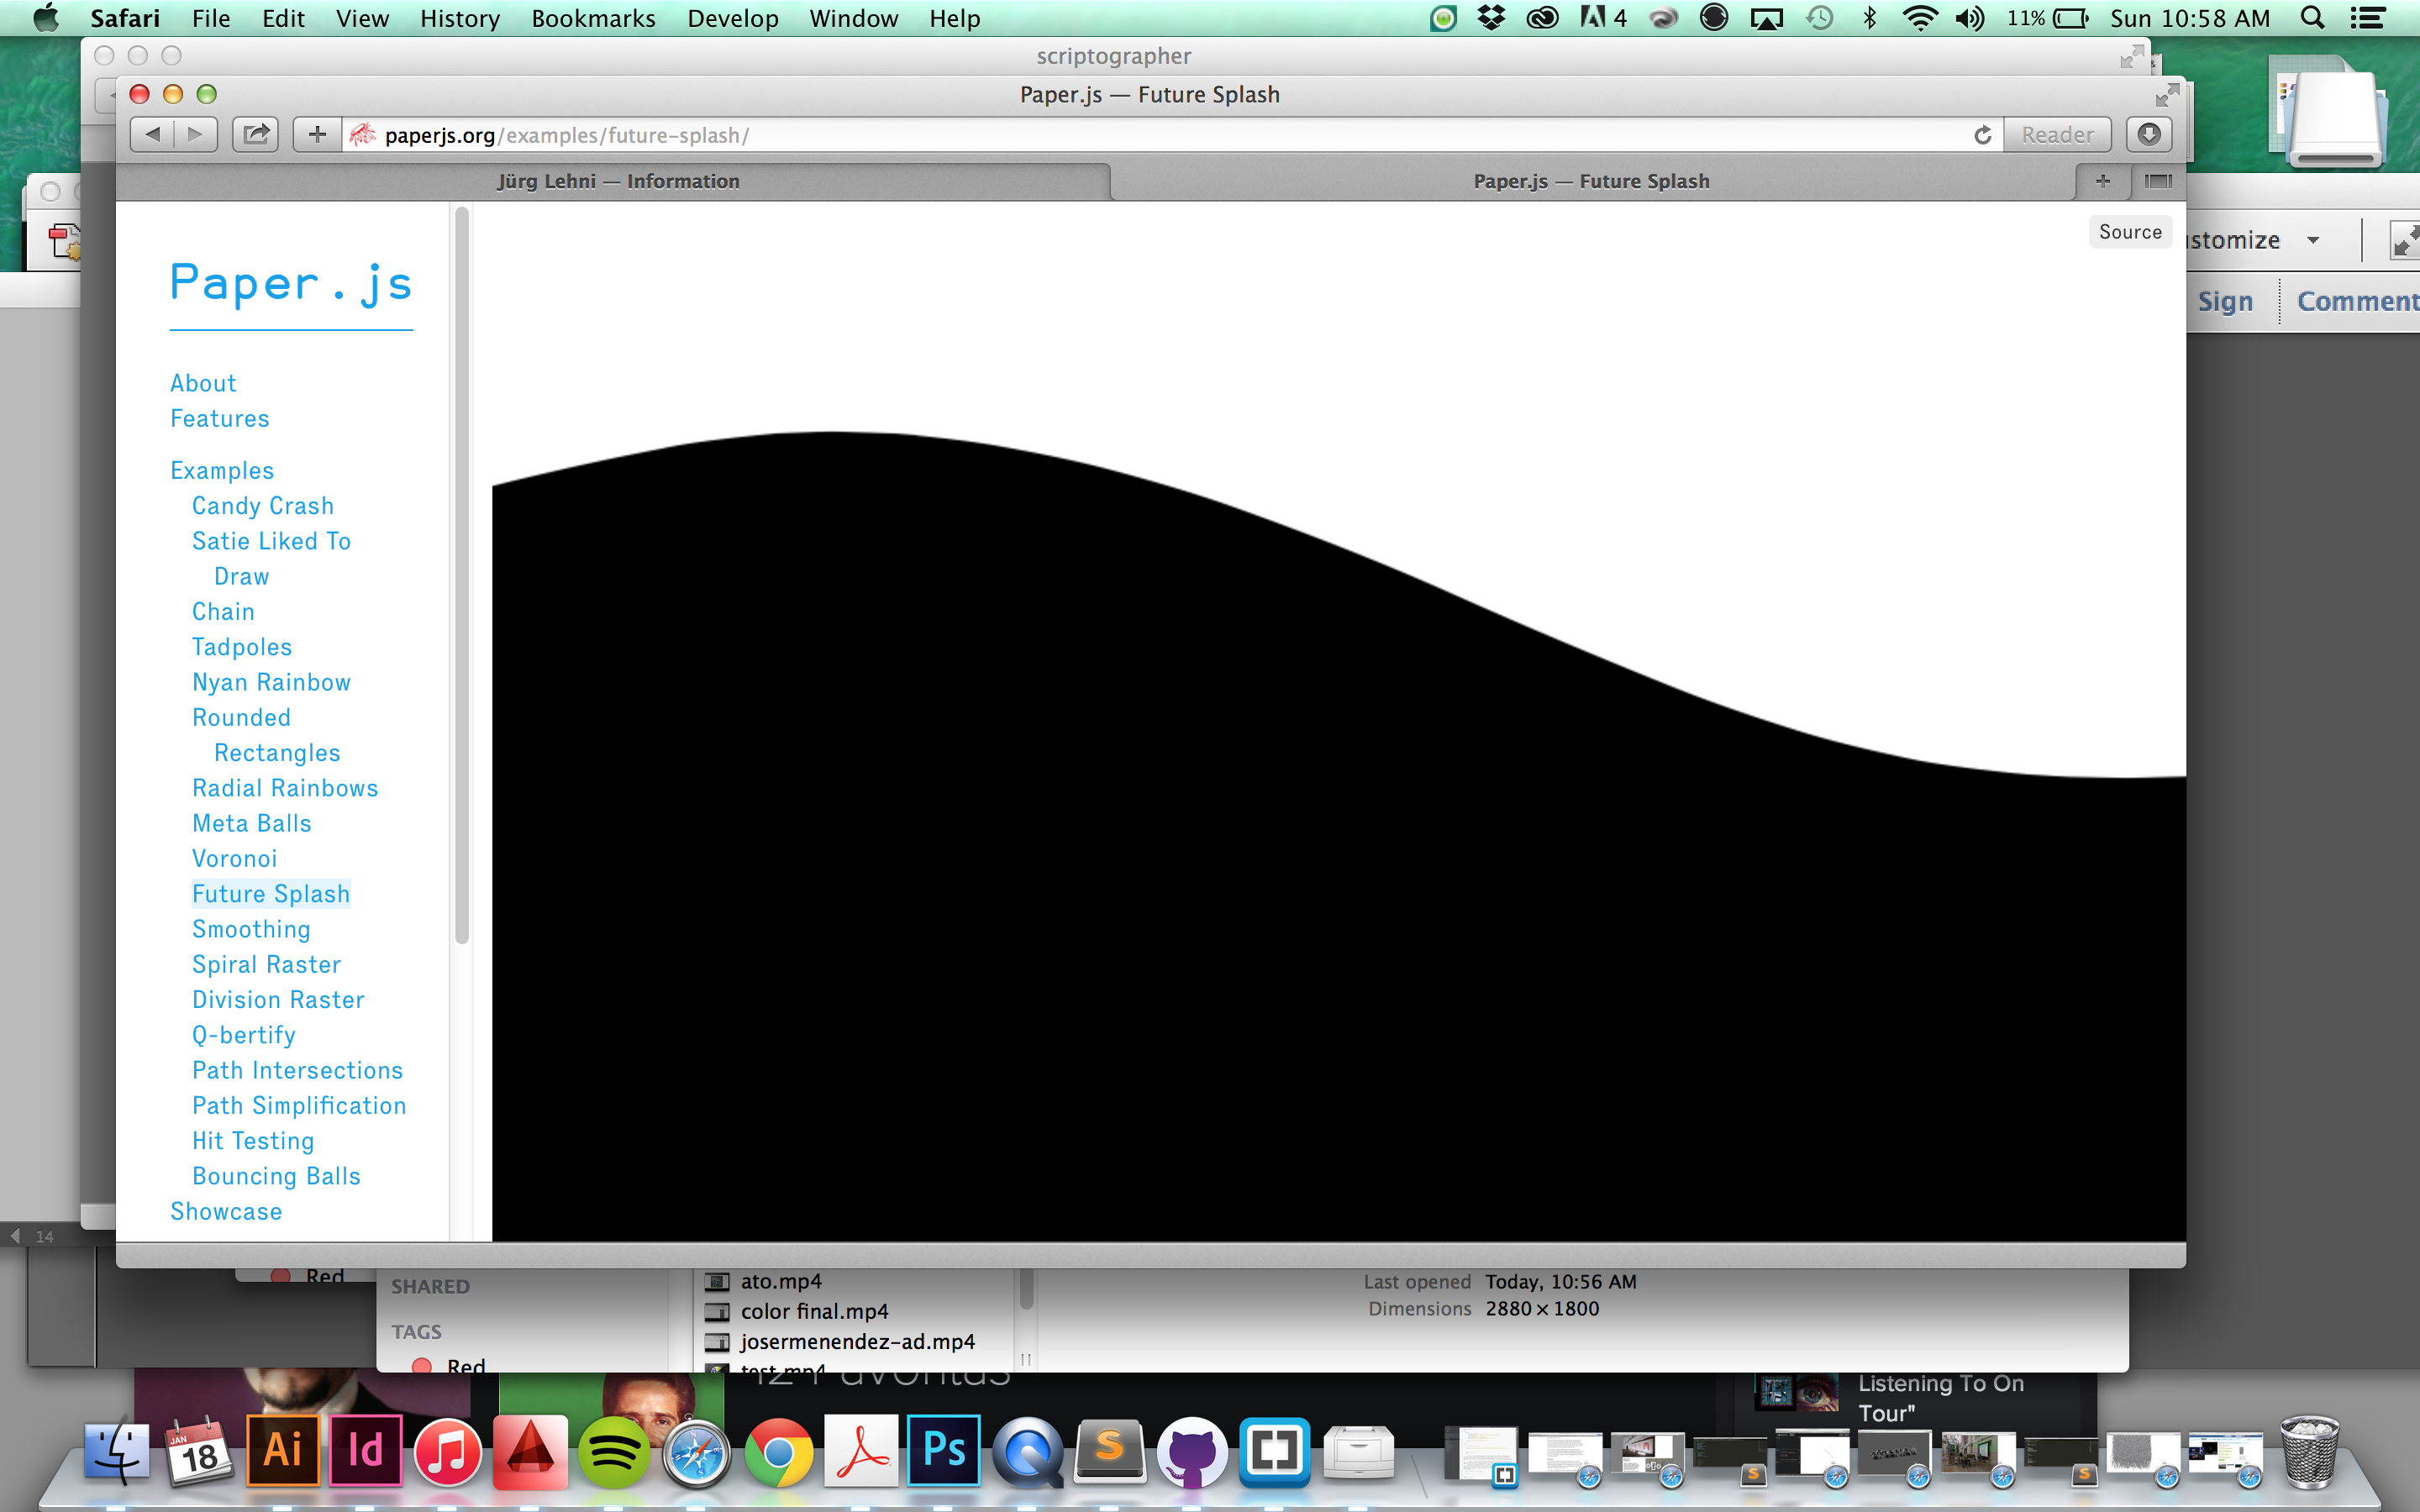 Safari File Edit View History Bookmarks Develop Window Help 4 11% Sun 10:58 AM
scriptographer
Paper.js — Future Splash
paperjs.org/examples/future-splash/ Reader
Jürg Lehni — Information Paper.js — Future Splash
Source
Sign Comment
Paper.js
About
Features
Examples
Candy Crash
Satie Liked To
Draw
Chain
Tadpoles
Nyan Rainbow
Rounded
Rectangles
Radial Rainbows
Meta Balls
Voronoi
Future Splash
Smoothing
Spiral Raster
Division Raster
Q-bertify
Path Intersections
Path Simplification
Hit Testing
Bouncing Balls
Showcase
14
Red
SHARED
TAGS
Red
ato.mp4
color final.mp4
josermenendez-ad.mp4
test.mp4
Last opened Today, 10:56 AM
Dimensions 2880 × 1800
Listening To On
Tour"
JAN
18
Ai
Id
Ps
S